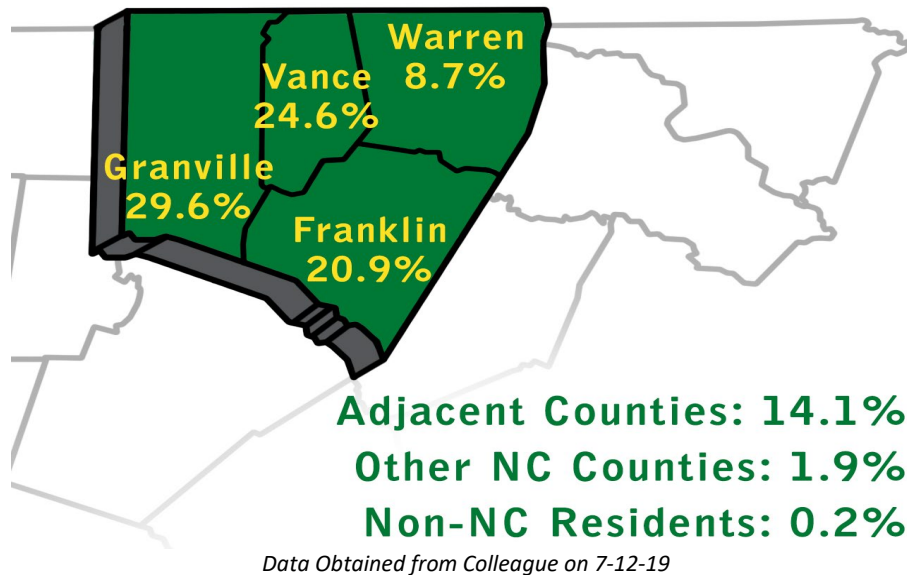 Warren
8.7%
Vance
24.6%
Granville
29.6%
Franklin
20.9%
Adjacent Counties: 14.1%
Other NC Counties: 1.9%
Non-NC Residents: 0.2%
Data Obtained from Colleague on 7-12-19